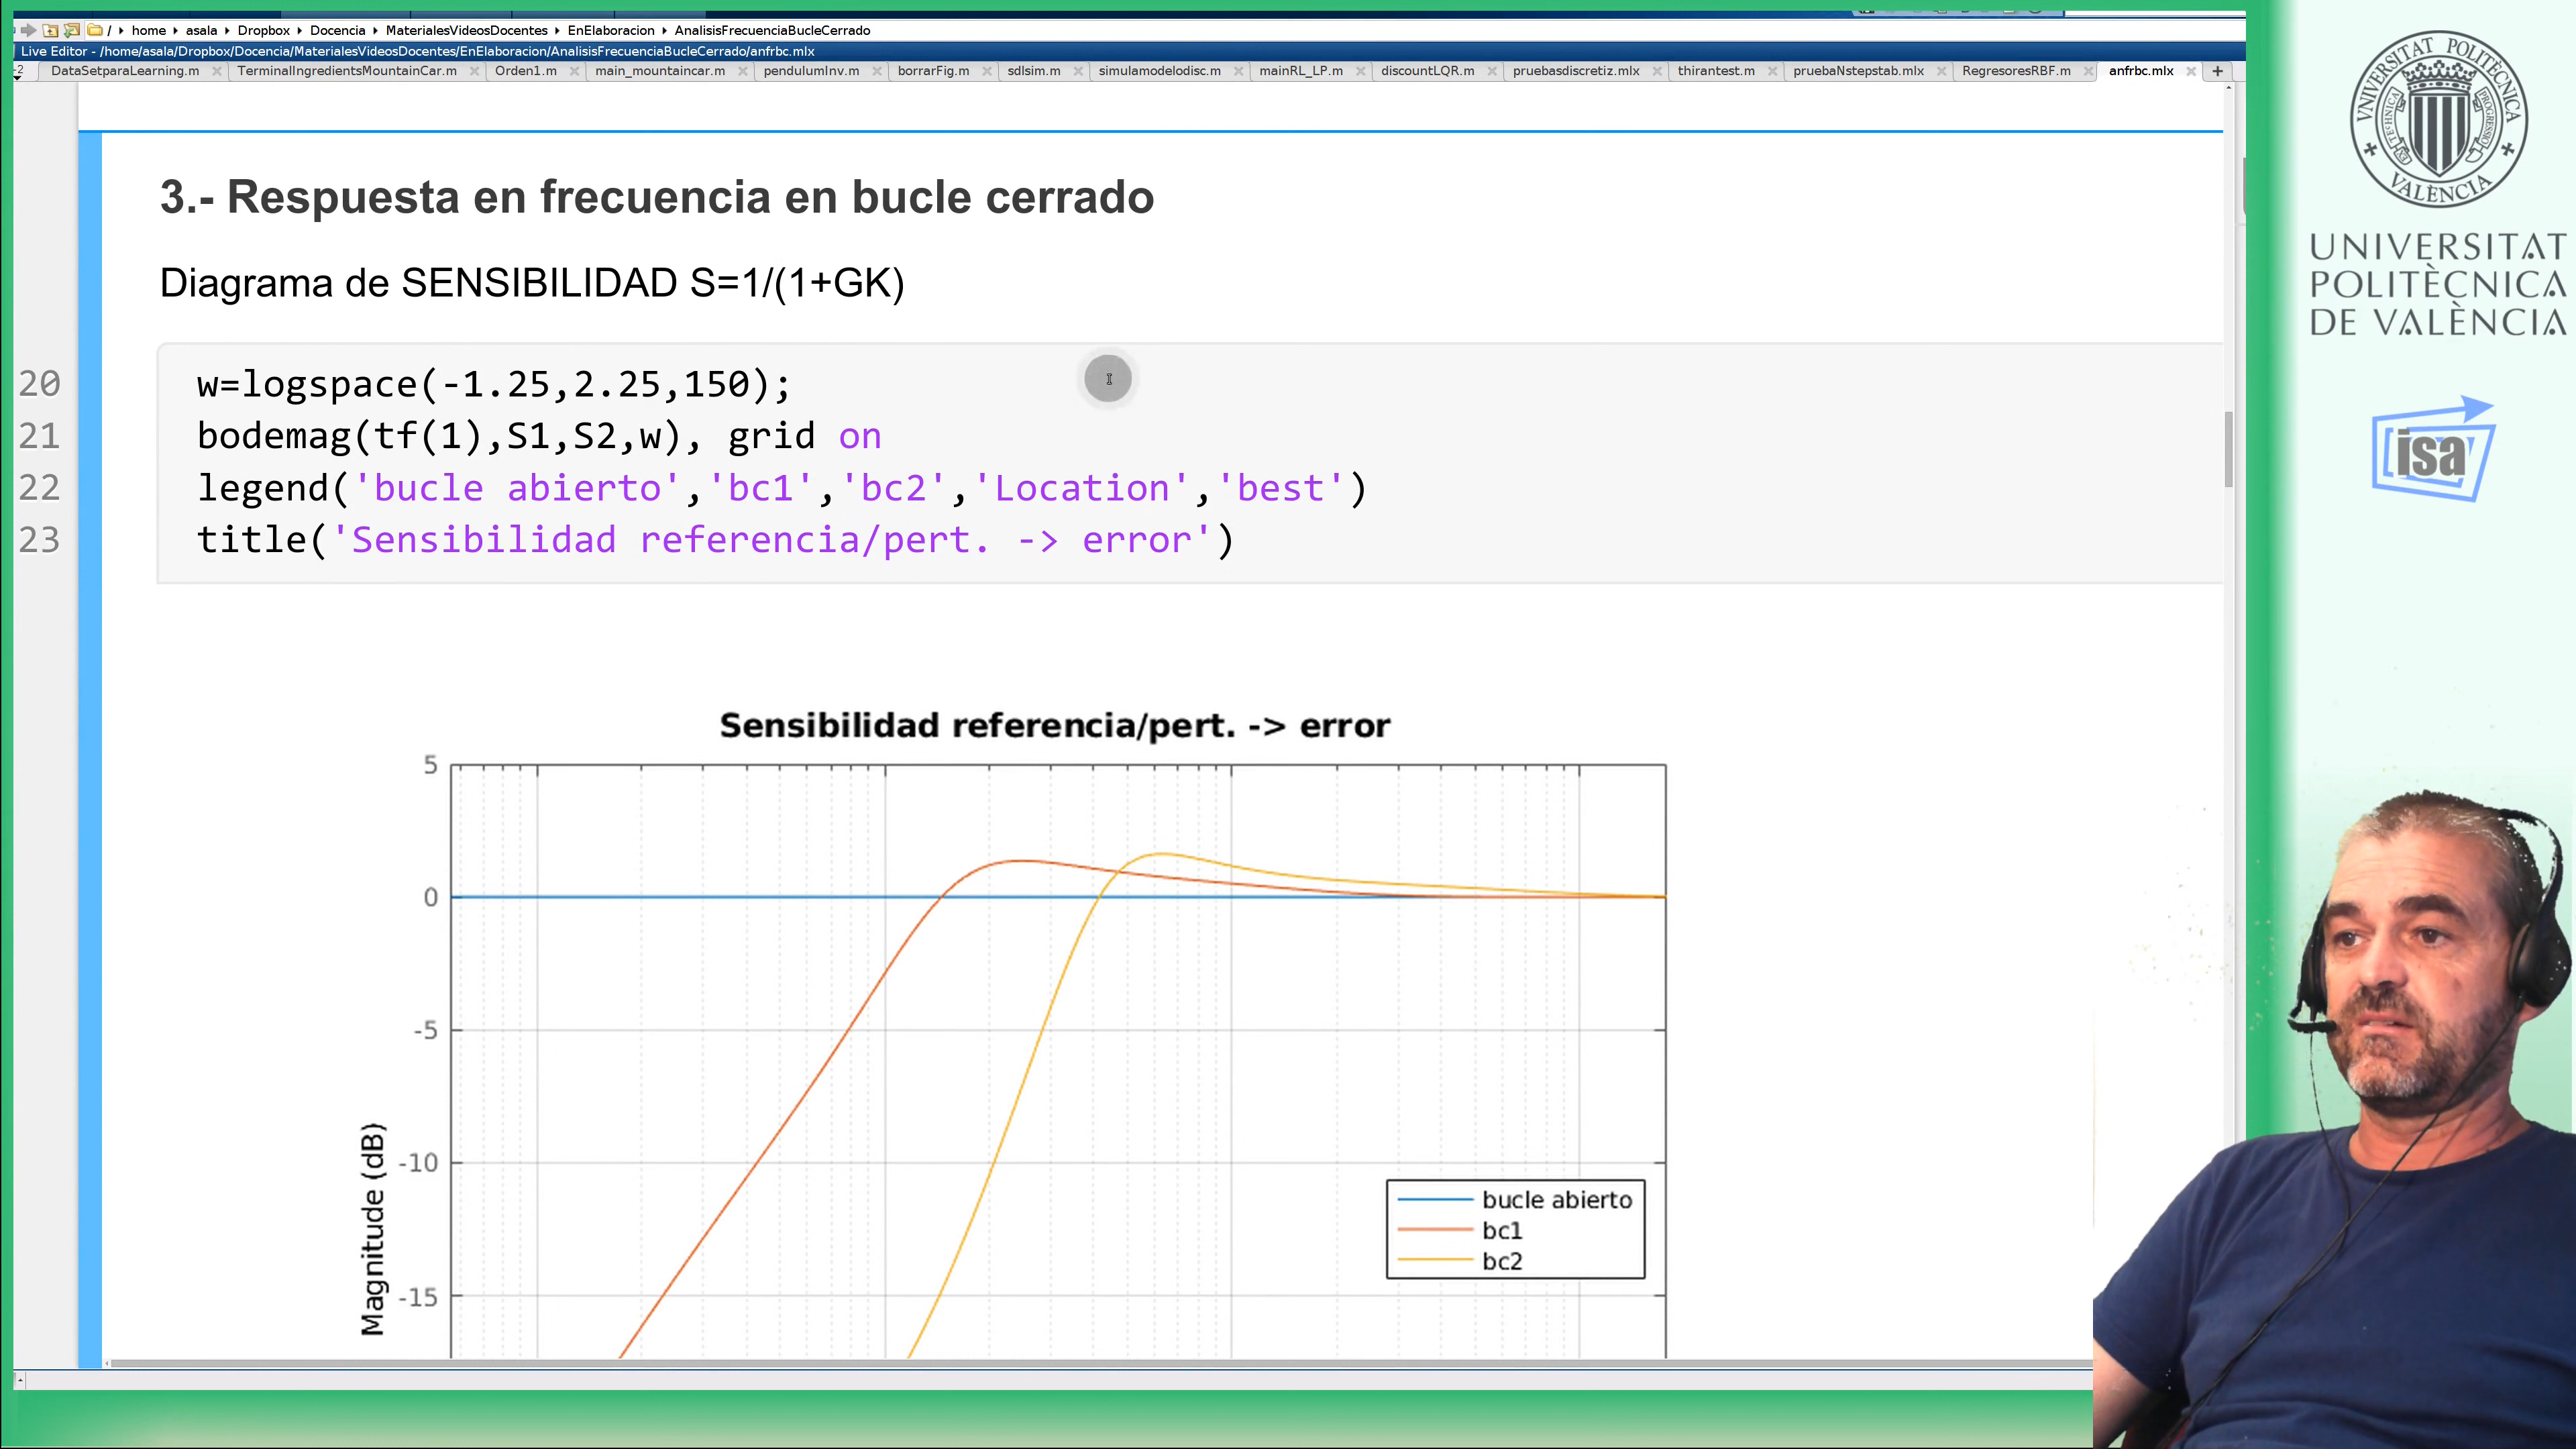 / home asala Dropbox Docencia MaterialesVideosDocentes EnElaboracion AnalisisFrecuenciaBucleCerrado
Live Editor - /home/asala/Dropbox/Docencia/MaterialesVideosDocentes/EnElaboracion/AnalisisFrecuenciaBucleCerrado/anfrbc.mlx
-2 DataSetparaLearning.m TerminalIngredientsMountainCar.m Orden1.m main_mountaincar.m pendulumInv.m borrarFig.m sdlsim.m simulamodelodisc.m mainRL_LP.m discountLQR.m pruebasdiscretiz.mlx thirantest.m pruebaNstepstab.mlx RegresoresRBF.m anfrbc.mlx
3.- Respuesta en frecuencia en bucle cerrado
Diagrama de SENSIBILIDAD S=1/(1+GK)
20 w=logspace(-1.25,2.25,150);
21 bodemag(tf(1),S1,S2,w), grid on
22 legend('bucle abierto','bc1','bc2','Location','best')
23 title('Sensibilidad referencia/pert. -> error')
Sensibilidad referencia/pert. -> error
5
0
-5
-10
-15
Magnitude (dB)
bucle abierto
bc1
bc2
UNIVERSITAT POLITÈCNICA
DE VALÈNCIA
UNIVERSITAT
POLITÈCNICA
DE VALÈNCIA
isa